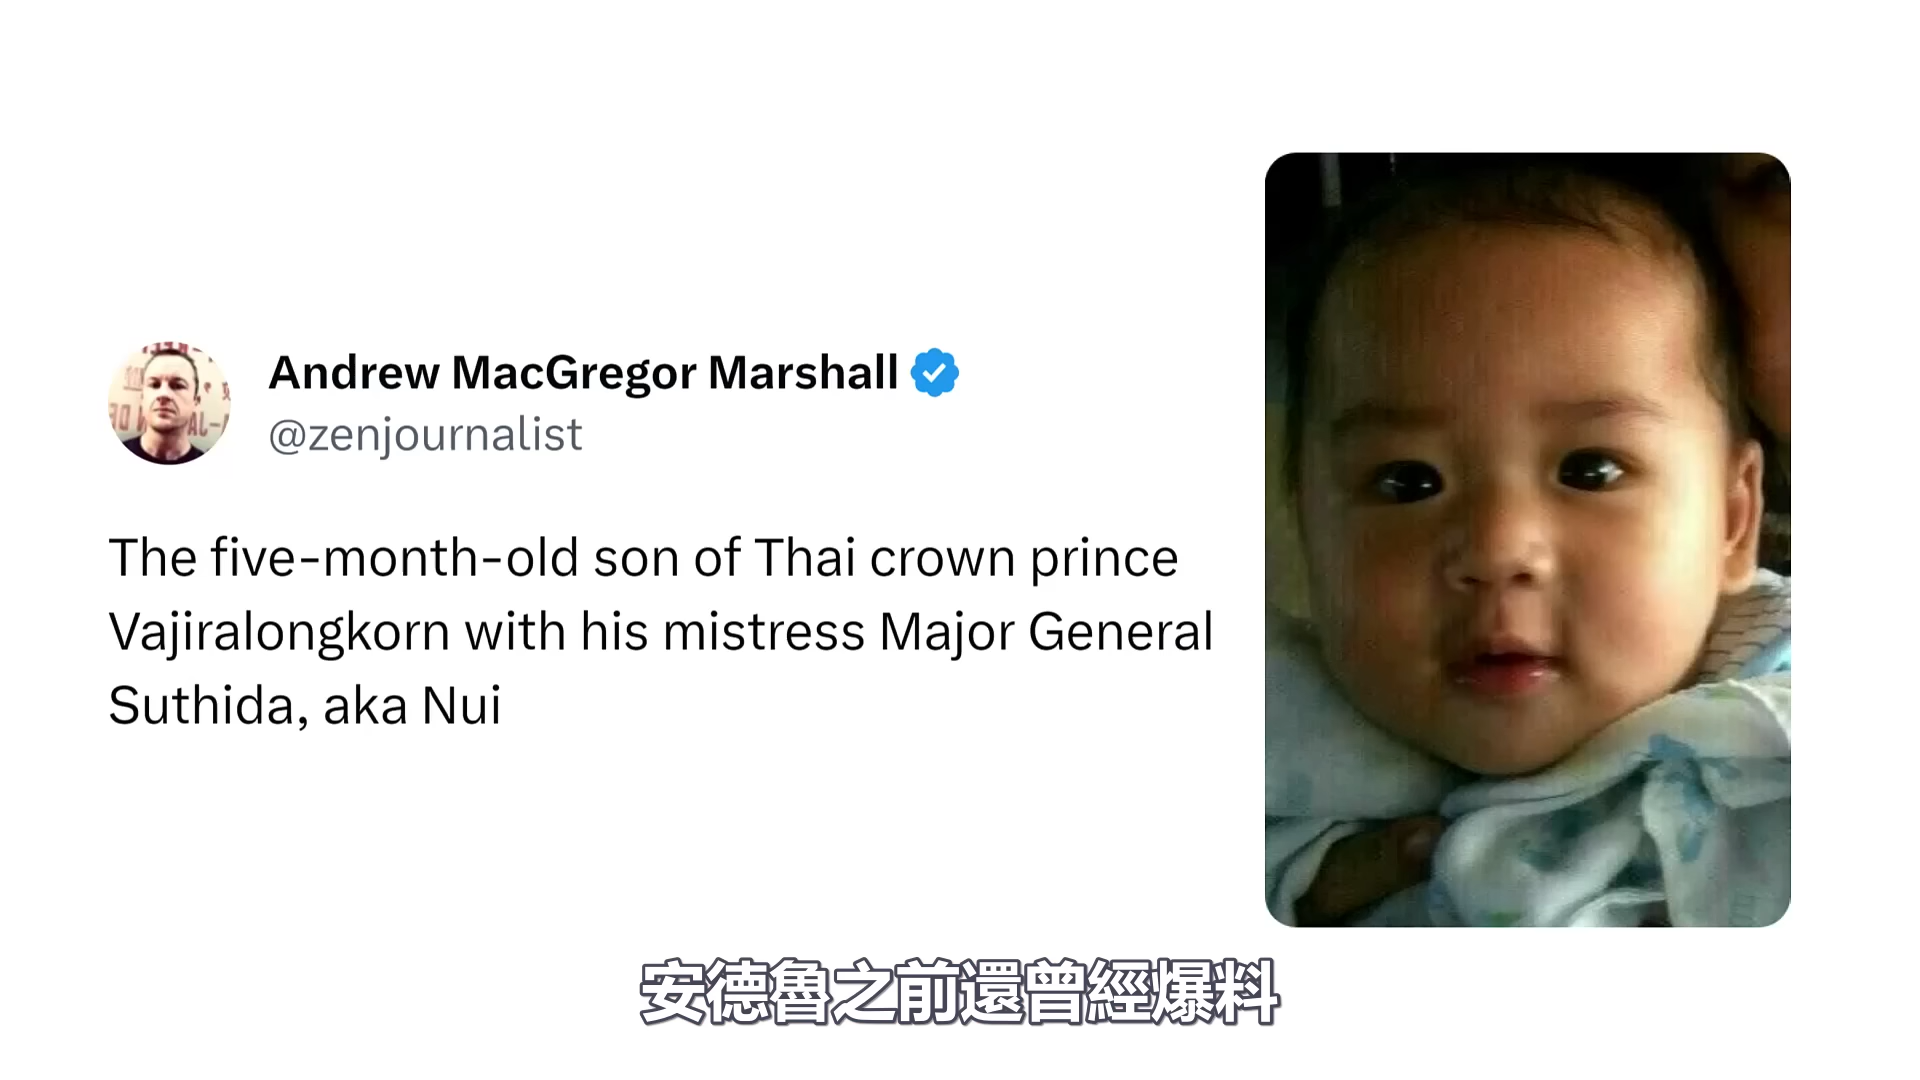 Andrew MacGregor Marshall
@zenjournalist
The five-month-old son of Thai crown prince
Vajiralongkorn with his mistress Major General
Suthida, aka Nui
安德魯之前還曾經爆料